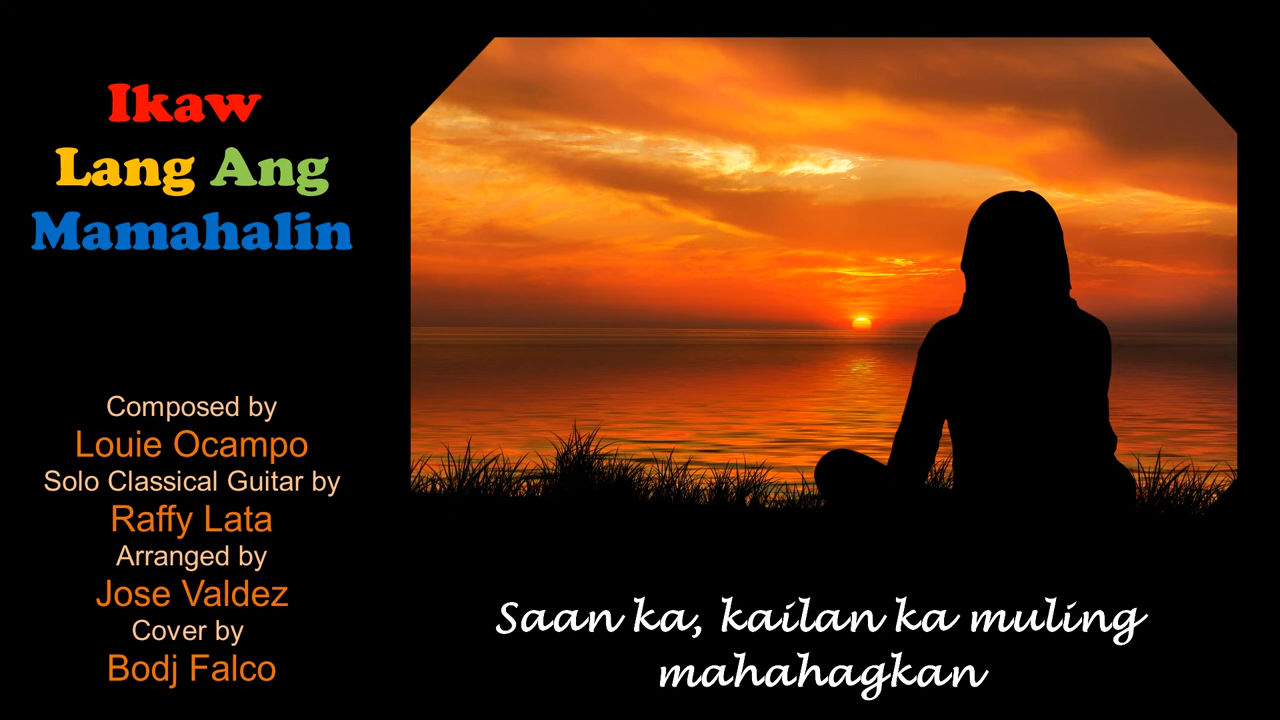 Ikaw
Lang Ang
Mamahalin
Composed by
Louie Ocampo
Solo Classical Guitar by
Raffy Lata
Arranged by
Jose Valdez
Cover by
Bodj Falco
Saan ka, kailan ka muling
mahahagkan